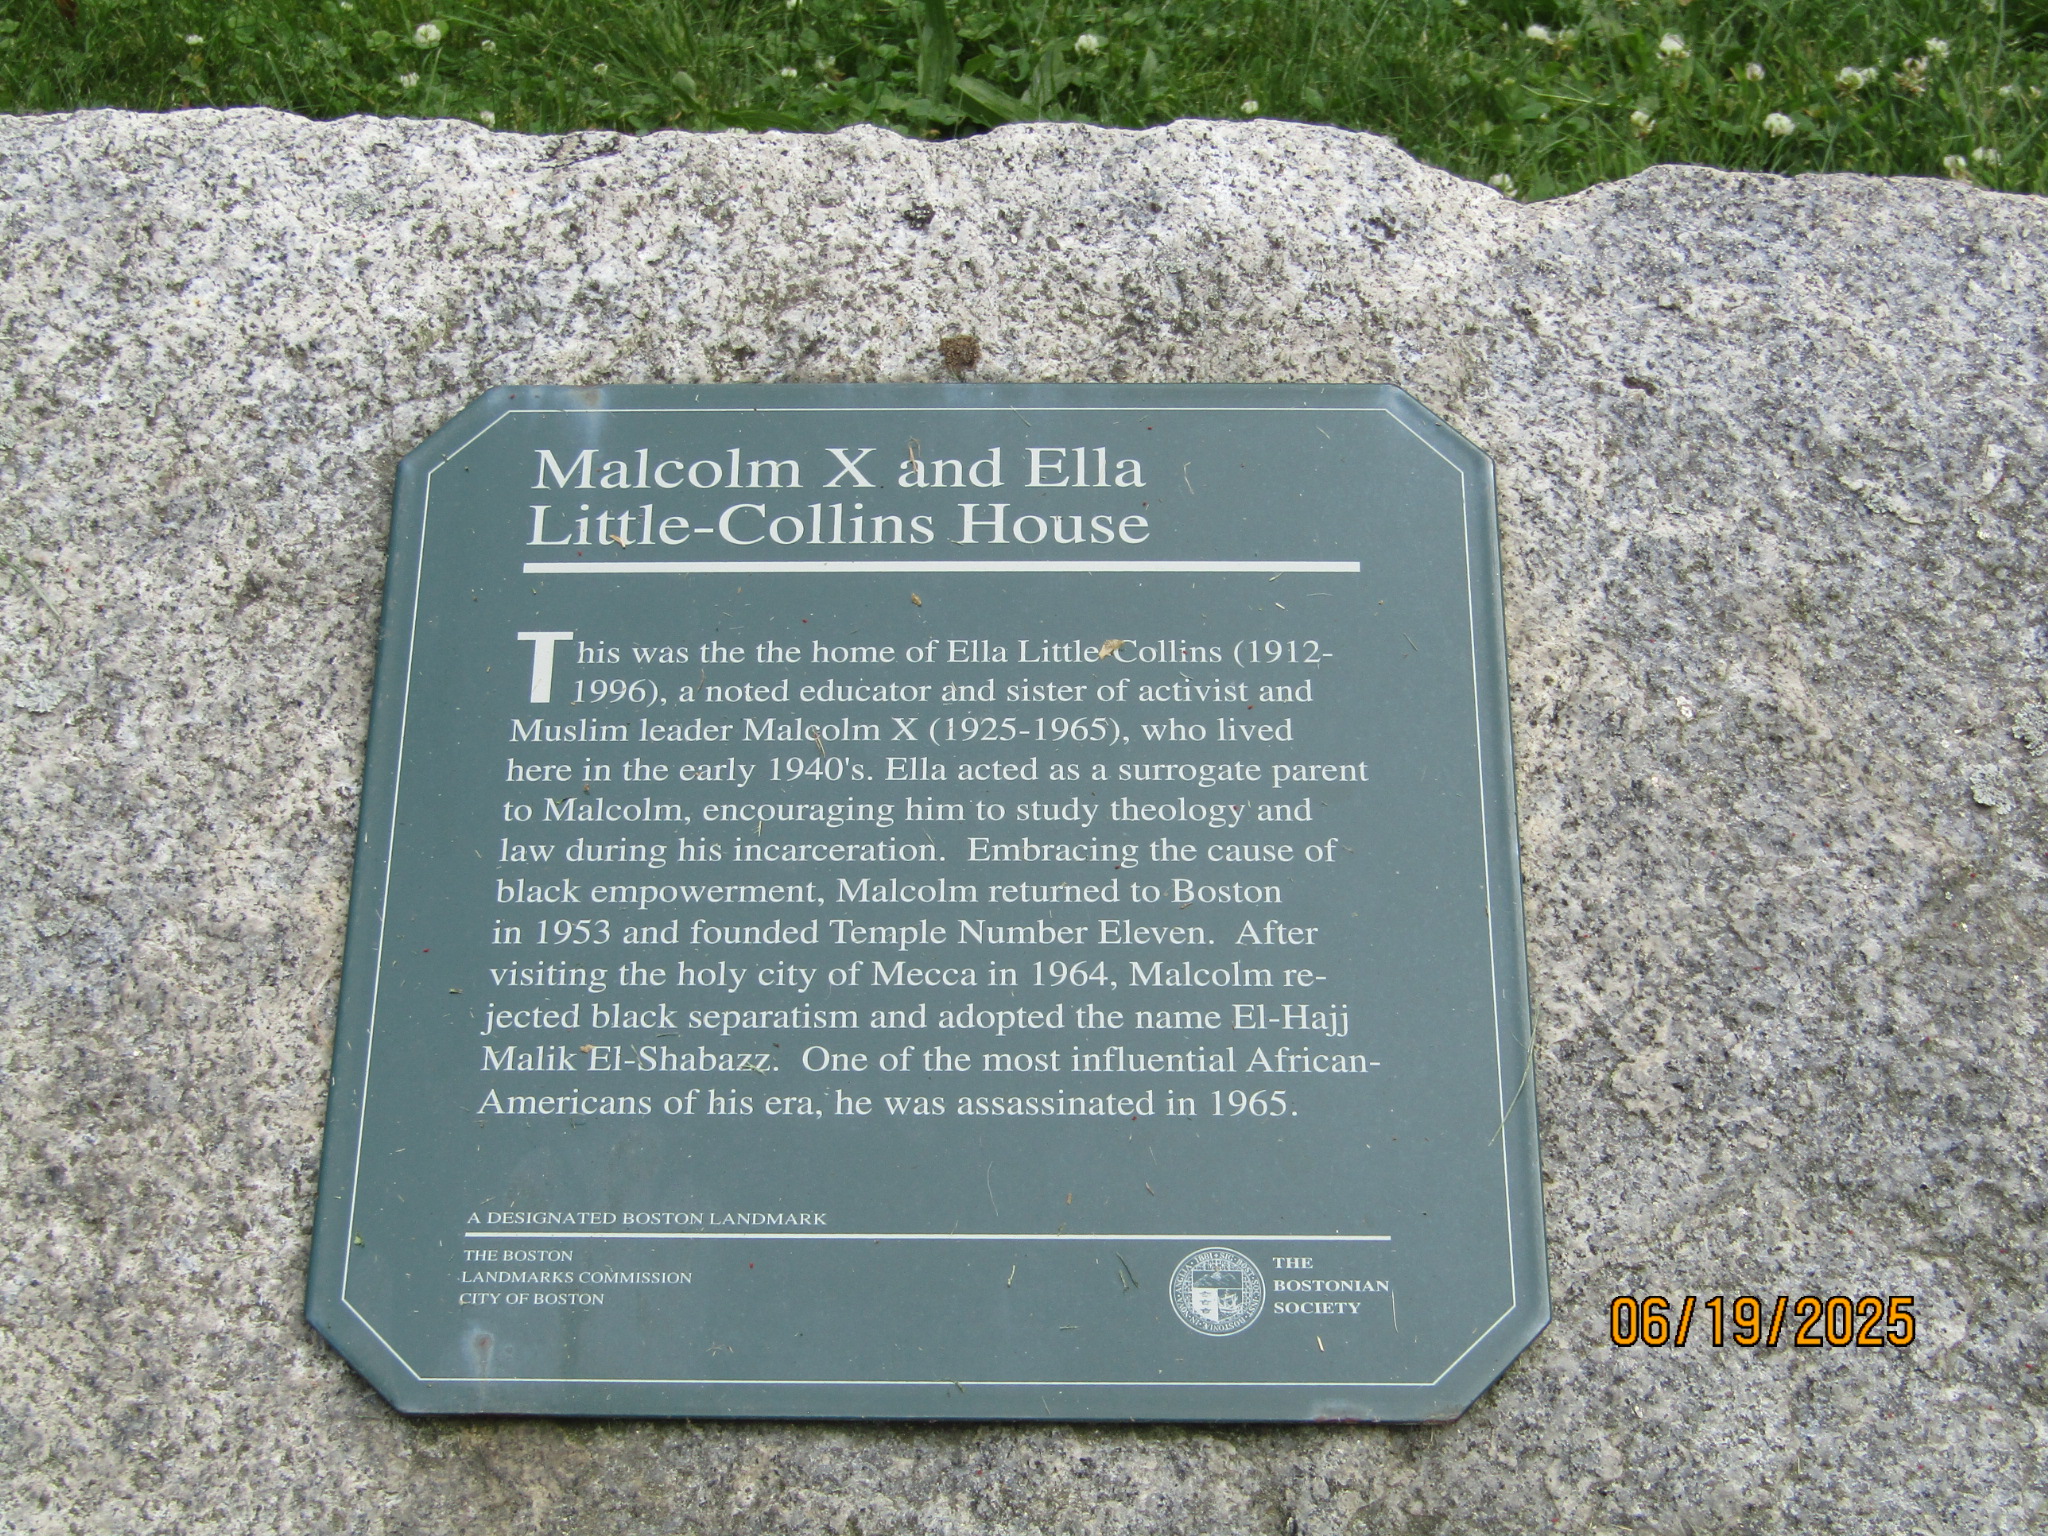 Malcolm X and Ella
Little-Collins House
This was the the home of Ella Little-Collins (1912-
1996), a noted educator and sister of activist and
Muslim leader Malcolm X (1925-1965), who lived
here in the early 1940's. Ella acted as a surrogate parent
to Malcolm, encouraging him to study theology and
law during his incarceration. Embracing the cause of
black empowerment, Malcolm returned to Boston
in 1953 and founded Temple Number Eleven. After
visiting the holy city of Mecca in 1964, Malcolm re-
jected black separatism and adopted the name El-Hajj
Malik El-Shabazz. One of the most influential African-
Americans of his era, he was assassinated in 1965.
A DESIGNATED BOSTON LANDMARK
THE BOSTON
LANDMARKS COMMISSION
CITY OF BOSTON
THE
BOSTONIAN
SOCIETY
06/19/2025